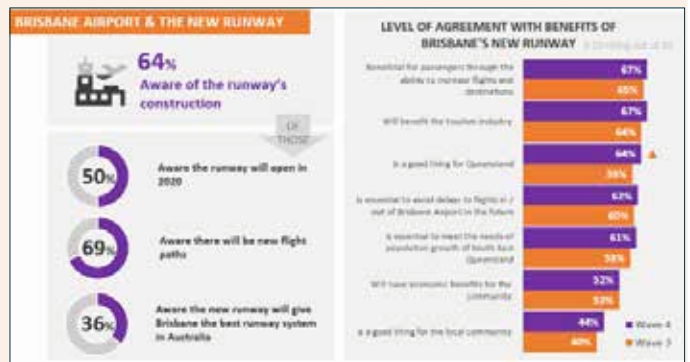 BRISBANE AIRPORT & THE NEW RUNWAY
64%
Aware of the runway's
construction
OF
THOSE
50%
Aware the runway will open in
2020
69%
Aware there will be new flight
paths
36%
Aware the new runway will give
Brisbane the best runway system
in Australia
LEVEL OF AGREEMENT WITH BENEFITS OF
BRISBANE'S NEW RUNWAY
Beneficial for passengers through the
ability to increase flights and
destinations
67%
65%
Will benefit the tourism industry
67%
64%
Is a good thing for Queensland
64%
Is essential to avoid delays to flights in /
out of Brisbane Airport in the future
62%
60%
Is essential to meet the needs of
population growth of South East
Queensland
61%
Will have economic benefits for the
community
52%
Is a good thing for the local community
44%
40%
Wave 4
Wave 3